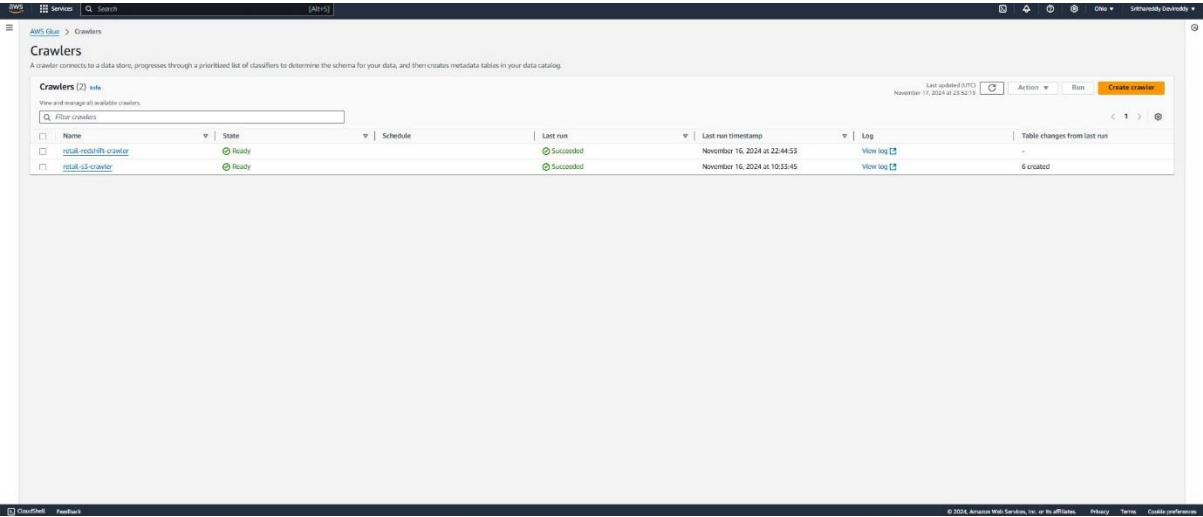 aws Services Search [Alt+S] Ohio Srithareddy Devireddy
AWS Glue > Crawlers
Crawlers
A crawler connects to a data store, progresses through a prioritized list of classifiers to determine the schema for your data, and then creates metadata tables in your data catalog.
Crawlers (2) Info
View and manage all available crawlers.
Last updated (UTC)
November 17, 2024 at 23:52:15
Action Run Create crawler
Filter crawlers
1
Name State Schedule Last run Last run timestamp Log Table changes from last run
retail-redshift-crawler Ready Succeeded November 16, 2024 at 22:44:53 View log -
retail-s3-crawler Ready Succeeded November 16, 2024 at 10:33:45 View log 6 created
CloudShell Feedback © 2024, Amazon Web Services, Inc. or its affiliates. Privacy Terms Cookie preferences